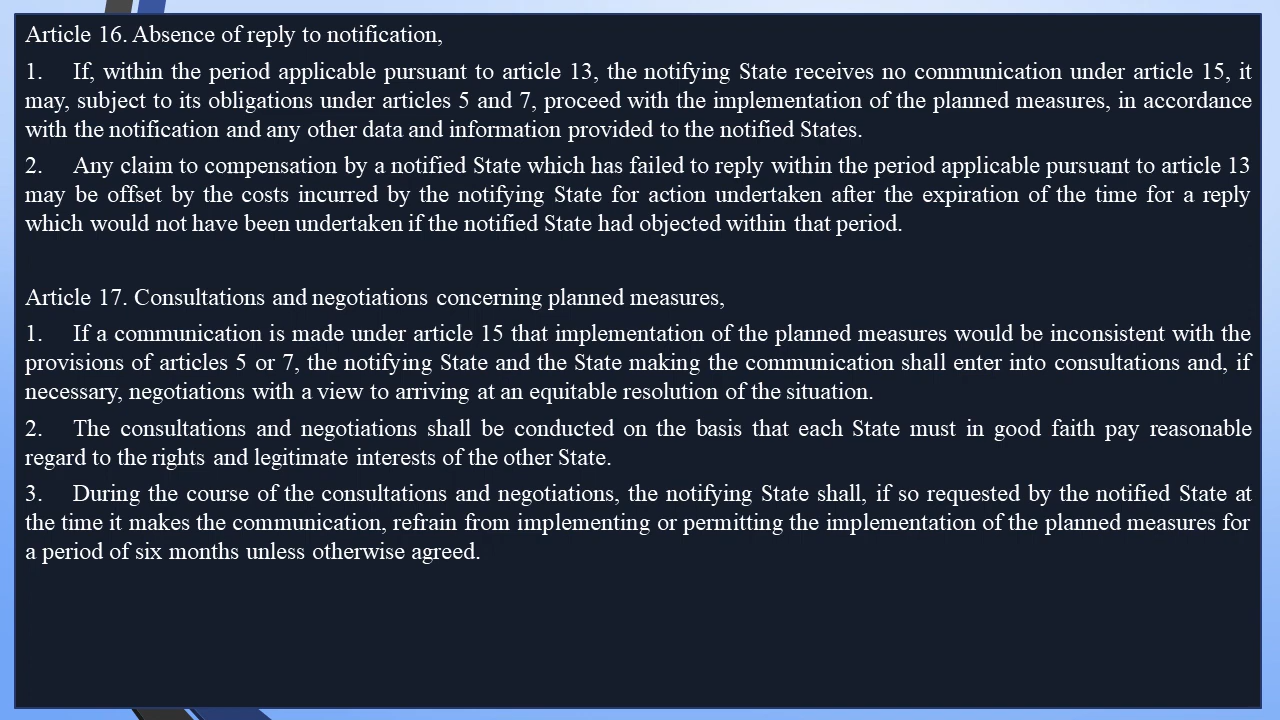 Article 16. Absence of reply to notification,
1. If, within the period applicable pursuant to article 13, the notifying State receives no communication under article 15, it
may, subject to its obligations under articles 5 and 7, proceed with the implementation of the planned measures, in accordance
with the notification and any other data and information provided to the notified States.
2. Any claim to compensation by a notified State which has failed to reply within the period applicable pursuant to article 13
may be offset by the costs incurred by the notifying State for action undertaken after the expiration of the time for a reply
which would not have been undertaken if the notified State had objected within that period.
Article 17. Consultations and negotiations concerning planned measures,
1. If a communication is made under article 15 that implementation of the planned measures would be inconsistent with the
provisions of articles 5 or 7, the notifying State and the State making the communication shall enter into consultations and, if
necessary, negotiations with a view to arriving at an equitable resolution of the situation.
2. The consultations and negotiations shall be conducted on the basis that each State must in good faith pay reasonable
regard to the rights and legitimate interests of the other State.
3. During the course of the consultations and negotiations, the notifying State shall, if so requested by the notified State at
the time it makes the communication, refrain from implementing or permitting the implementation of the planned measures for
a period of six months unless otherwise agreed.